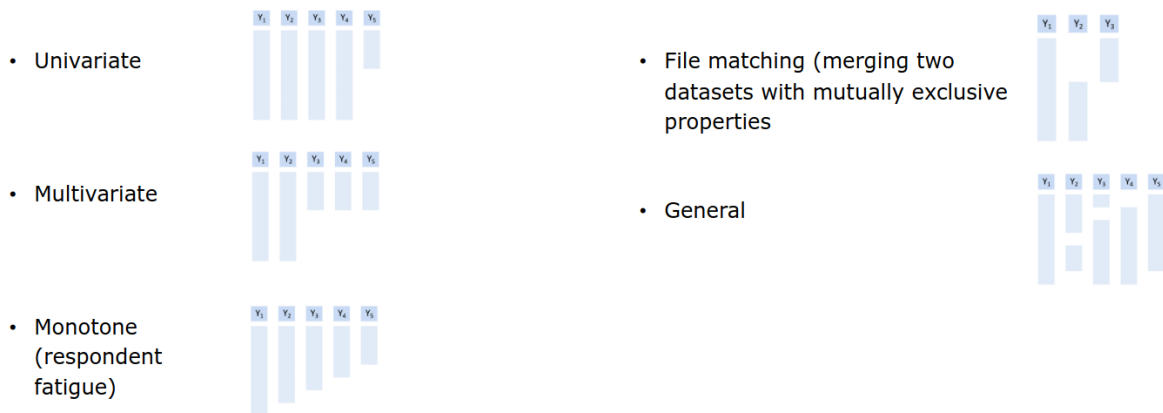 Y₁ Y₂ Y₃ Y₄ Y₅
• Univariate
Y₁ Y₂ Y₃ Y₄ Y₅
• Multivariate
Y₁ Y₂ Y₃ Y₄ Y₅
• Monotone
(respondent
fatigue)
Y₁ Y₂ Y₃
• File matching (merging two
datasets with mutually exclusive
properties
Y₁ Y₂ Y₃ Y₄ Y₅
• General